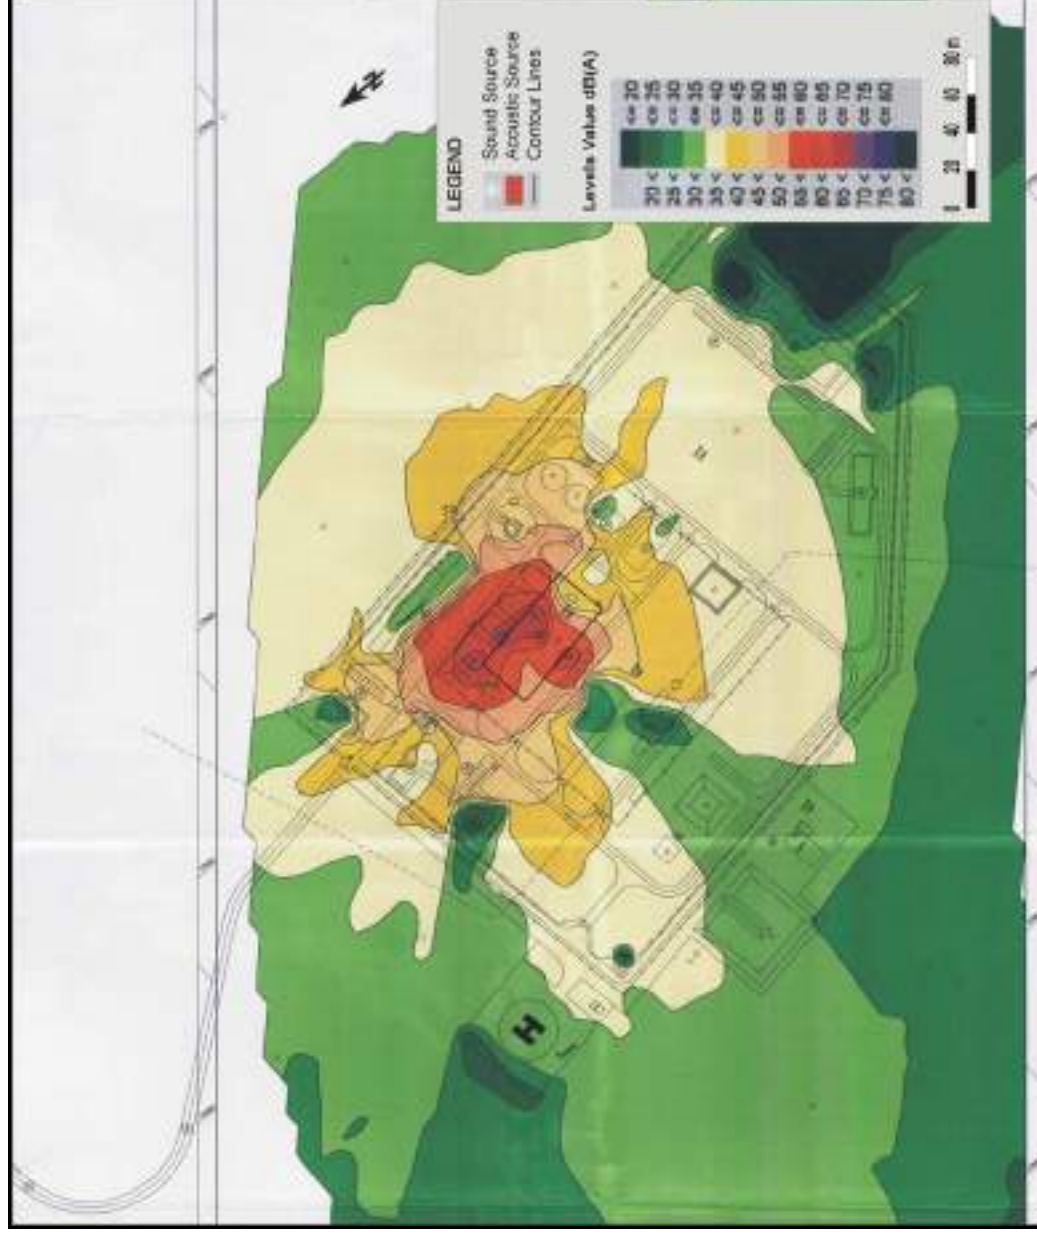 N
LEGEND
Sound Source
Acoustic Source
Contour Lines
Levels Value dB(A)
<= 20
20 < <= 25
25 < <= 30
30 < <= 35
35 < <= 40
40 < <= 45
45 < <= 50
50 < <= 55
55 < <= 60
60 < <= 65
65 < <= 70
70 < <= 75
75 < <= 80
80 <
0 20 40 60 80 m
H